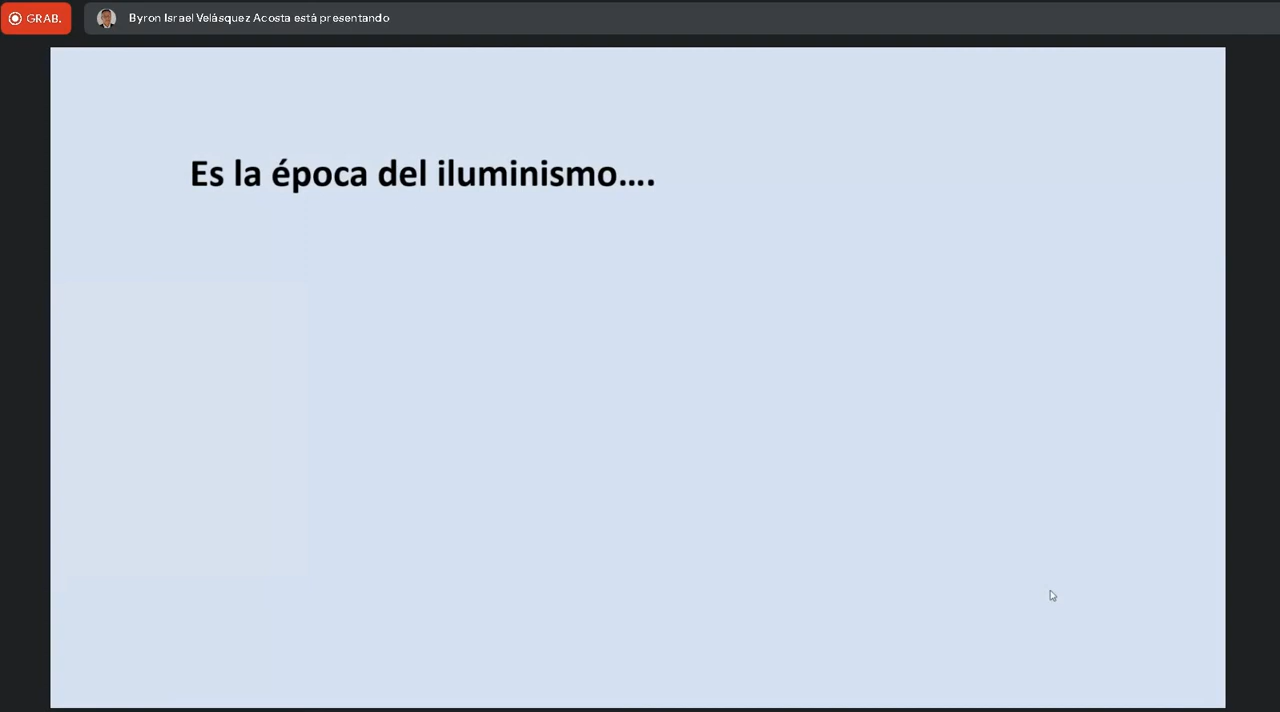 GRAB.
Byron Israel Velásquez Acosta está presentando
Es la época del iluminismo....